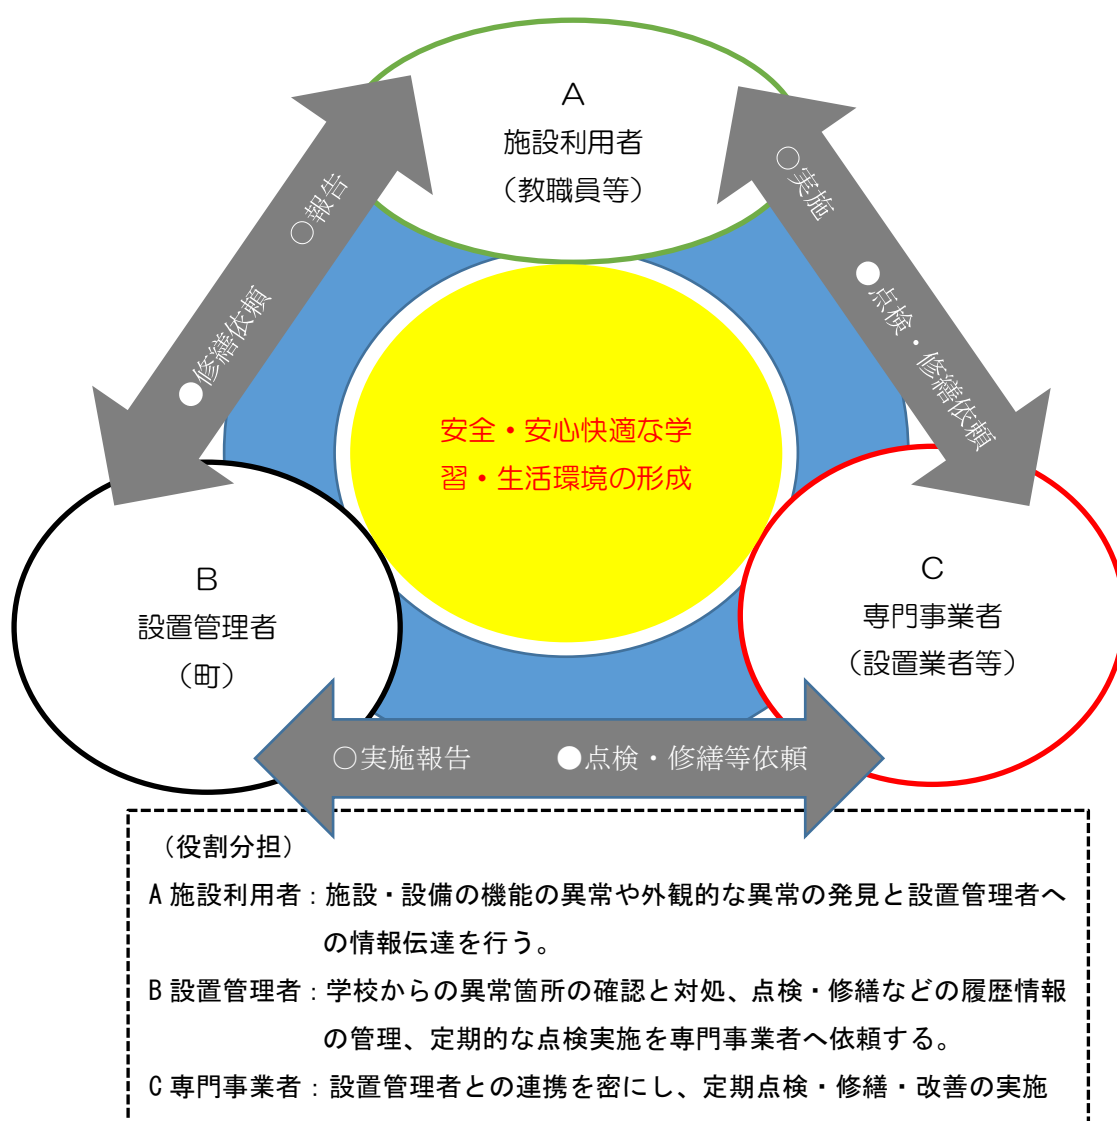 A
施設利用者
（教職員等）
○報告
●修繕依頼
○実施
●点検・修繕依頼
安全・安心快適な学
習・生活環境の形成
B
設置管理者
（町）
C
専門事業者
（設置業者等）
○実施報告　●点検・修繕等依頼
（役割分担）
A 施設利用者：施設・設備の機能の異常や外観的な異常の発見と設置管理者へ
の情報伝達を行う。
B 設置管理者：学校からの異常箇所の確認と対処、点検・修繕などの履歴情報
の管理、定期的な点検実施を専門事業者へ依頼する。
C 専門事業者：設置管理者との連携を密にし、定期点検・修繕・改善の実施